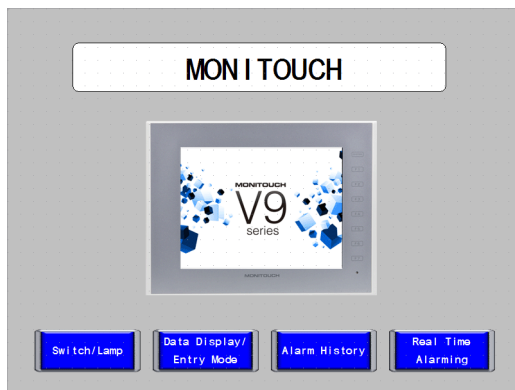 MONITOUCH
MONITOUCH
V9
series
MONITOUCH
Switch/Lamp
Data Display/
Entry Mode
Alarm History
Real Time
Alarming